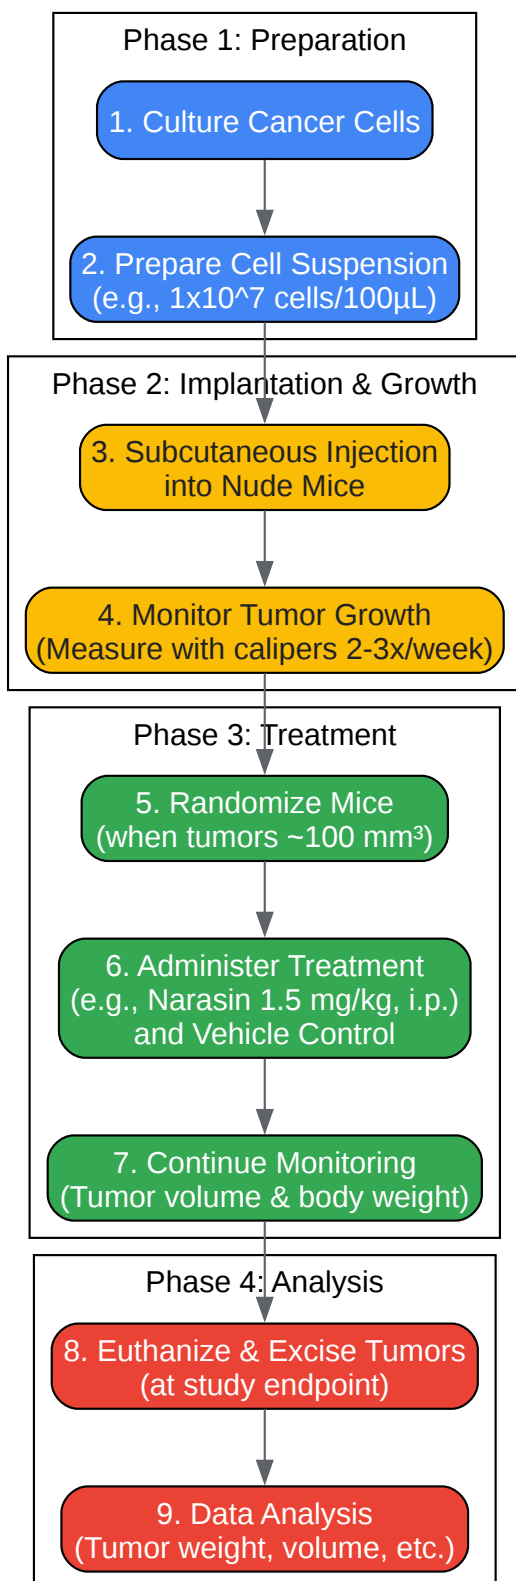 Phase 1: Preparation
1. Culture Cancer Cells
2. Prepare Cell Suspension
(e.g., 1x10^7 cells/100µL)
Phase 2: Implantation & Growth
3. Subcutaneous Injection
into Nude Mice
4. Monitor Tumor Growth
(Measure with calipers 2-3x/week)
Phase 3: Treatment
5. Randomize Mice
(when tumors ~100 mm³)
6. Administer Treatment
(e.g., Narasin 1.5 mg/kg, i.p.)
and Vehicle Control
7. Continue Monitoring
(Tumor volume & body weight)
Phase 4: Analysis
8. Euthanize & Excise Tumors
(at study endpoint)
9. Data Analysis
(Tumor weight, volume, etc.)